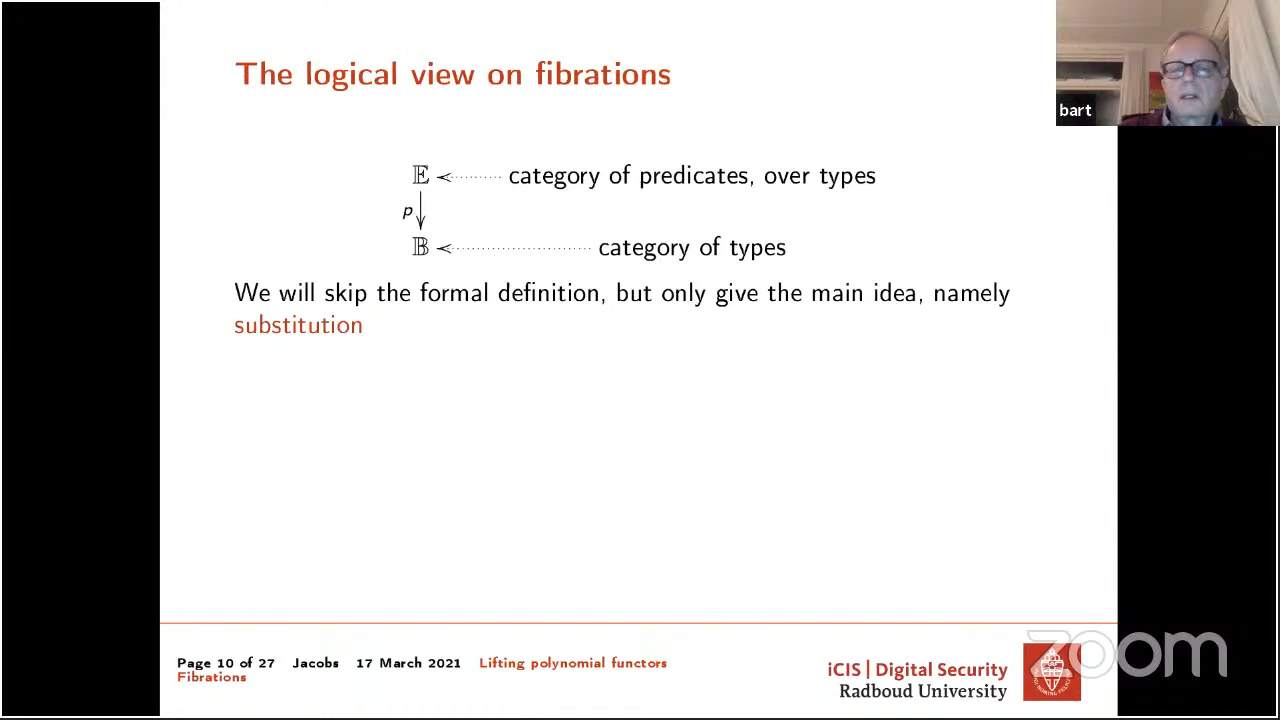 The logical view on fibrations
bart
𝔼 category of predicates, over types
p
𝔹 category of types
We will skip the formal definition, but only give the main idea, namely
substitution
Page 10 of 27 Jacobs 17 March 2021 Lifting polynomial functors
Fibrations
iCIS | Digital Security
Radboud University
zoom